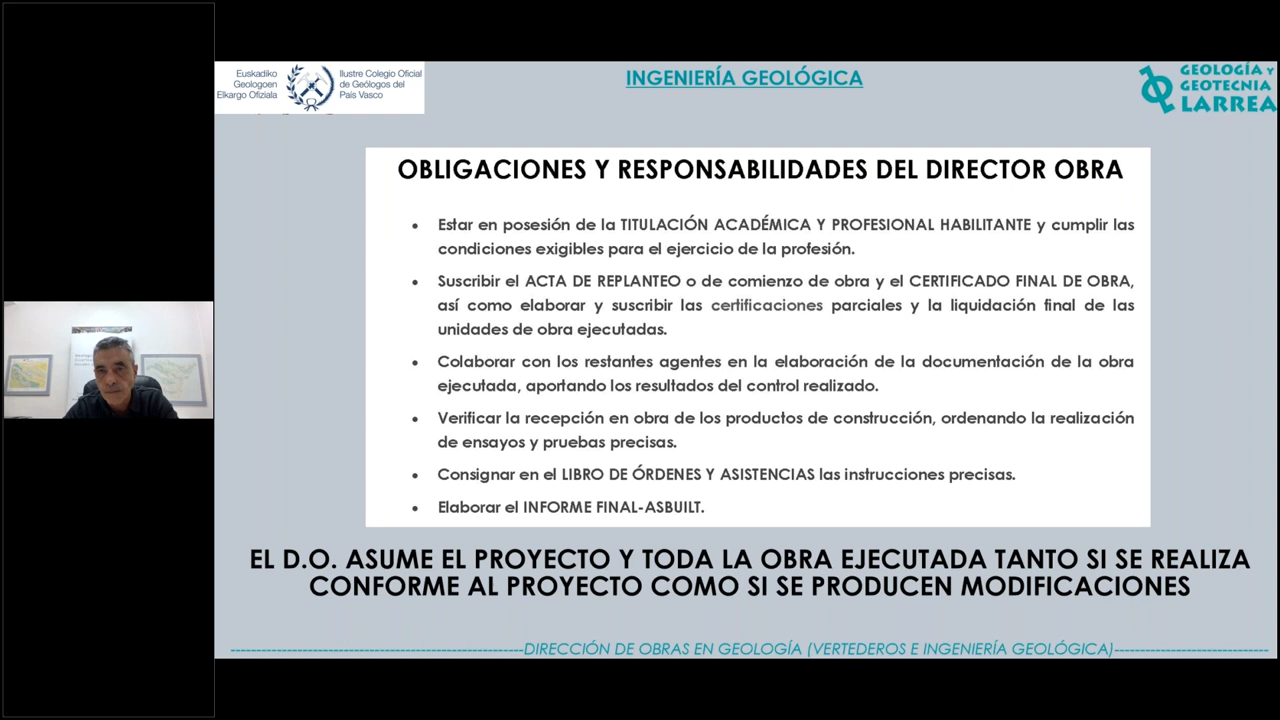 Euskadiko
Geologoen
Elkargo Ofiziala
Ilustre Colegio Oficial
de Geólogos del
País Vasco
INGENIERÍA GEOLÓGICA
GEOLOGÍA Y
GEOTECNIA
LARREA
OBLIGACIONES Y RESPONSABILIDADES DEL DIRECTOR OBRA
• Estar en posesión de la TITULACIÓN ACADÉMICA Y PROFESIONAL HABILITANTE y cumplir las
condiciones exigibles para el ejercicio de la profesión.
• Suscribir el ACTA DE REPLANTEO o de comienzo de obra y el CERTIFICADO FINAL DE OBRA,
así como elaborar y suscribir las certificaciones parciales y la liquidación final de las
unidades de obra ejecutadas.
• Colaborar con los restantes agentes en la elaboración de la documentación de la obra
ejecutada, aportando los resultados del control realizado.
• Verificar la recepción en obra de los productos de construcción, ordenando la realización
de ensayos y pruebas precisas.
• Consignar en el LIBRO DE ÓRDENES Y ASISTENCIAS las instrucciones precisas.
• Elaborar el INFORME FINAL-ASBUILT.
EL D.O. ASUME EL PROYECTO Y TODA LA OBRA EJECUTADA TANTO SI SE REALIZA
CONFORME AL PROYECTO COMO SI SE PRODUCEN MODIFICACIONES
DIRECCIÓN DE OBRAS EN GEOLOGÍA (VERTEDEROS E INGENIERÍA GEOLÓGICA)